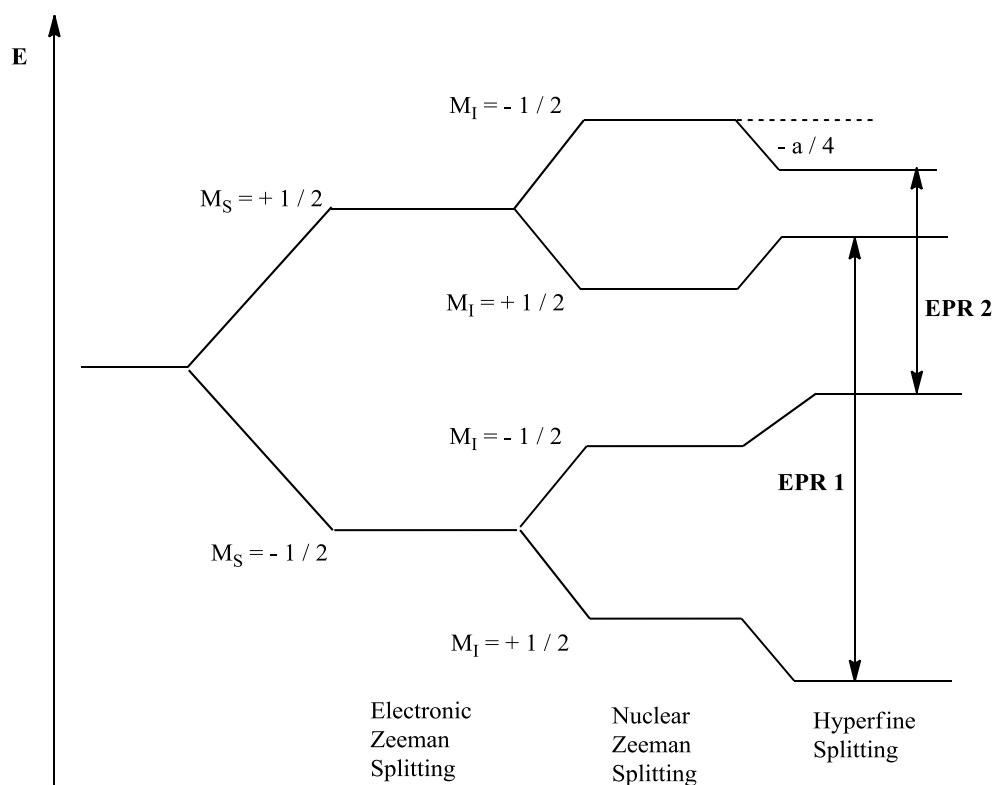 E
M_I = - 1 / 2
- a / 4
M_S = + 1 / 2
M_I = + 1 / 2
EPR 2
M_I = - 1 / 2
EPR 1
M_S = - 1 / 2
M_I = + 1 / 2
Electronic
Zeeman
Splitting
Nuclear
Zeeman
Splitting
Hyperfine
Splitting